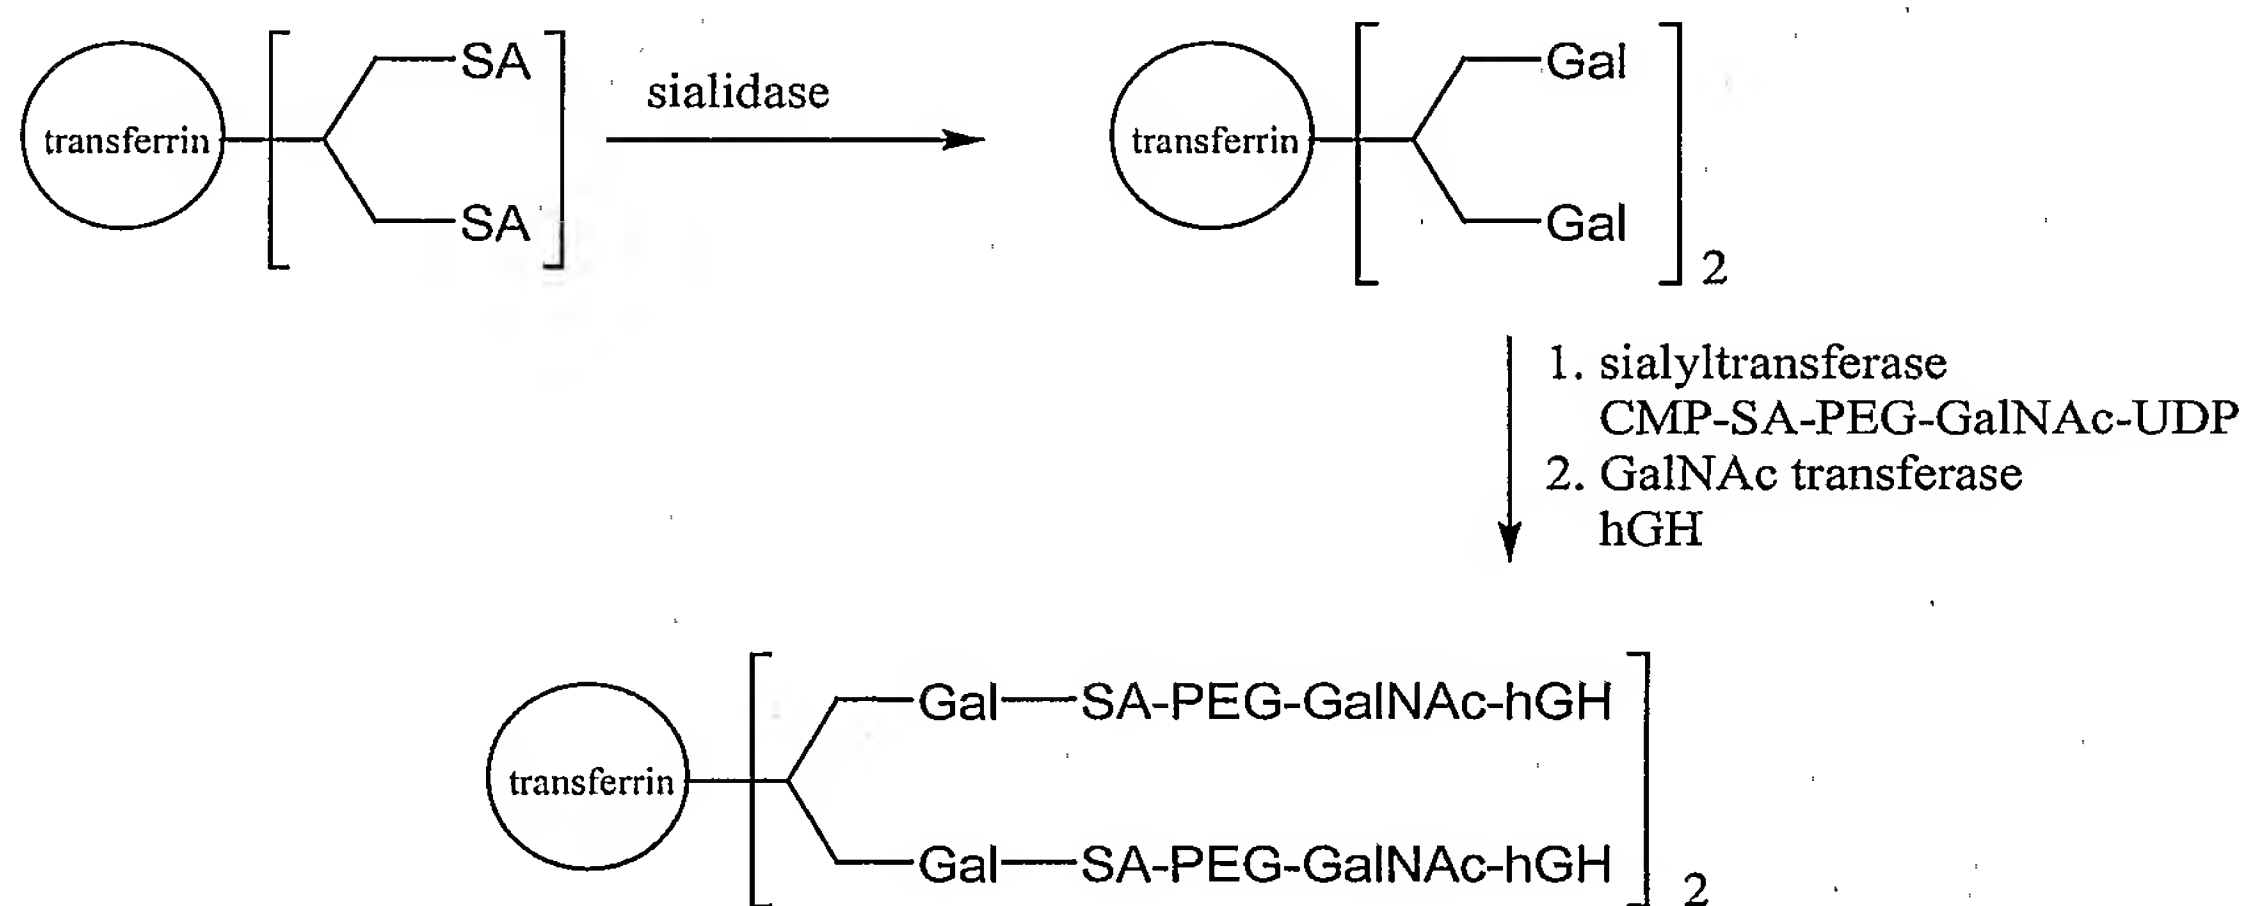 SA
transferrin
SA
sialidase
Gal
transferrin
Gal
2
1. sialyltransferase
CMP-SA-PEG-GalNAc-UDP
2. GalNAc transferase
hGH
Gal—SA-PEG-GalNAc-hGH
transferrin
Gal—SA-PEG-GalNAc-hGH
2